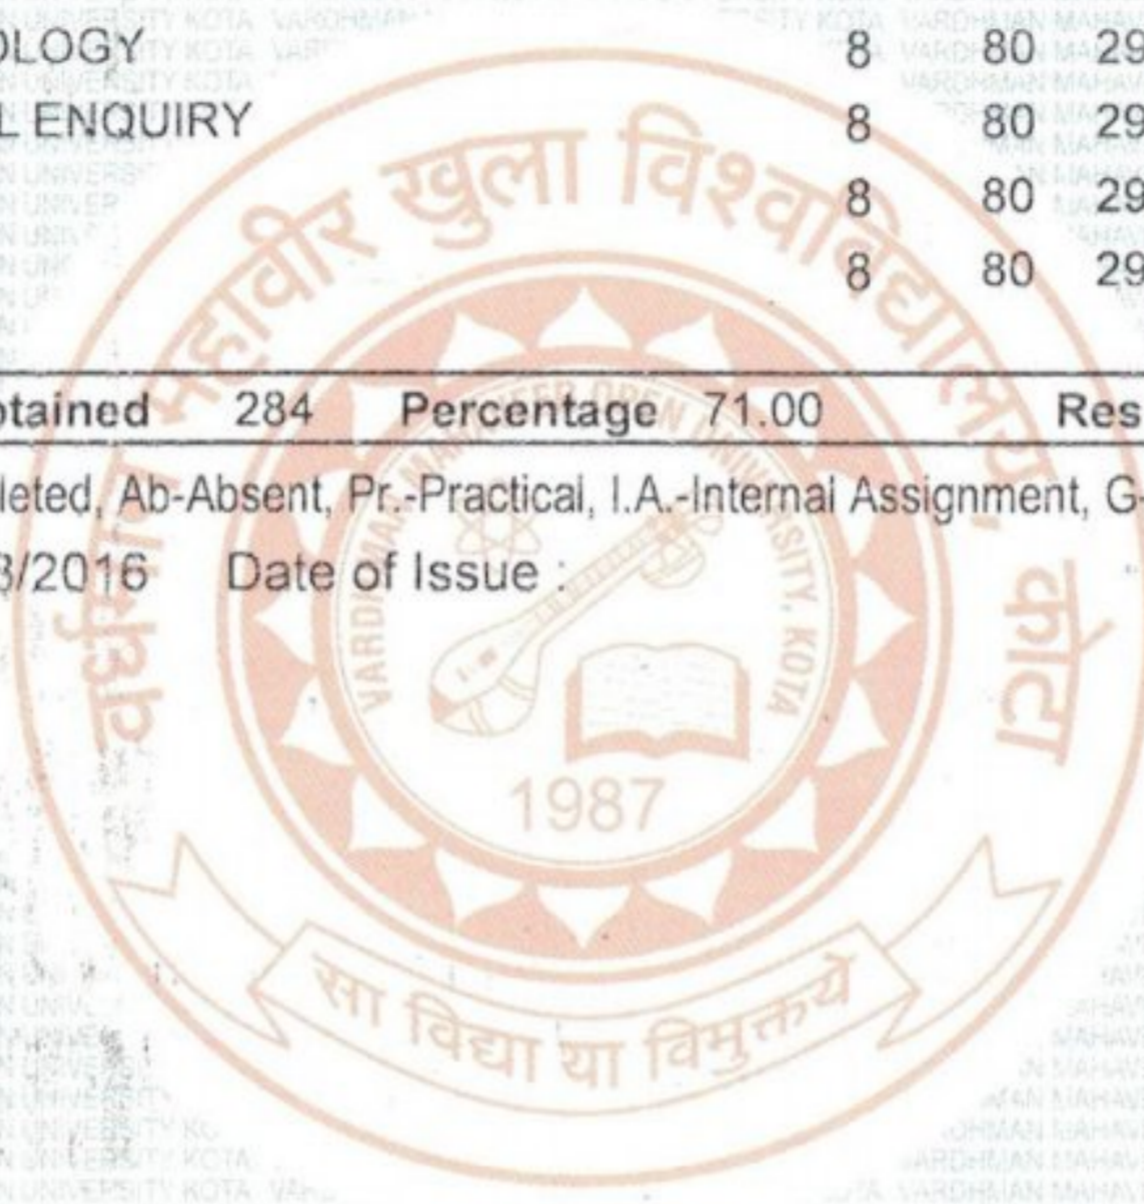 OLOGY 8 80 29
L ENQUIRY 8 80 29
8 80 29
8 80 29
otained 284 Percentage 71.00 Res
leted, Ab-Absent, Pr.-Practical, I.A.-Internal Assignment, G
3/2016 Date of Issue :
वर्धमान महावीर खुला विश्वविद्यालय, कोटा
VARDHMAN MAHAVEER OPEN UNIVERSITY, KOTA
1987
सा विद्या या विमुक्तये